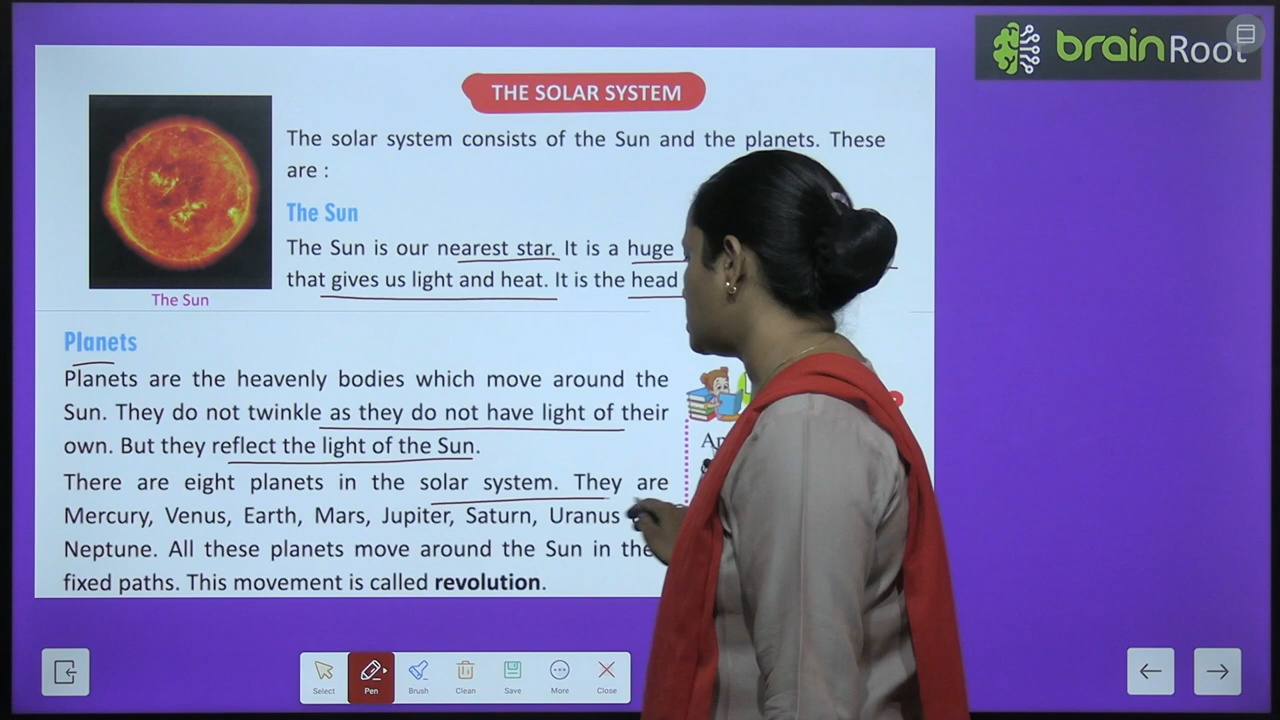 brainRoot
THE SOLAR SYSTEM
The solar system consists of the Sun and the planets. These
are :
The Sun
The Sun is our nearest star. It is a huge
that gives us light and heat. It is the head
The Sun
Planets
Planets are the heavenly bodies which move around the
Sun. They do not twinkle as they do not have light of their
own. But they reflect the light of the Sun.
There are eight planets in the solar system. They are
Mercury, Venus, Earth, Mars, Jupiter, Saturn, Uranus
Neptune. All these planets move around the Sun in the
fixed paths. This movement is called revolution.
Select
Pen
Brush
Clean
Save
More
Close